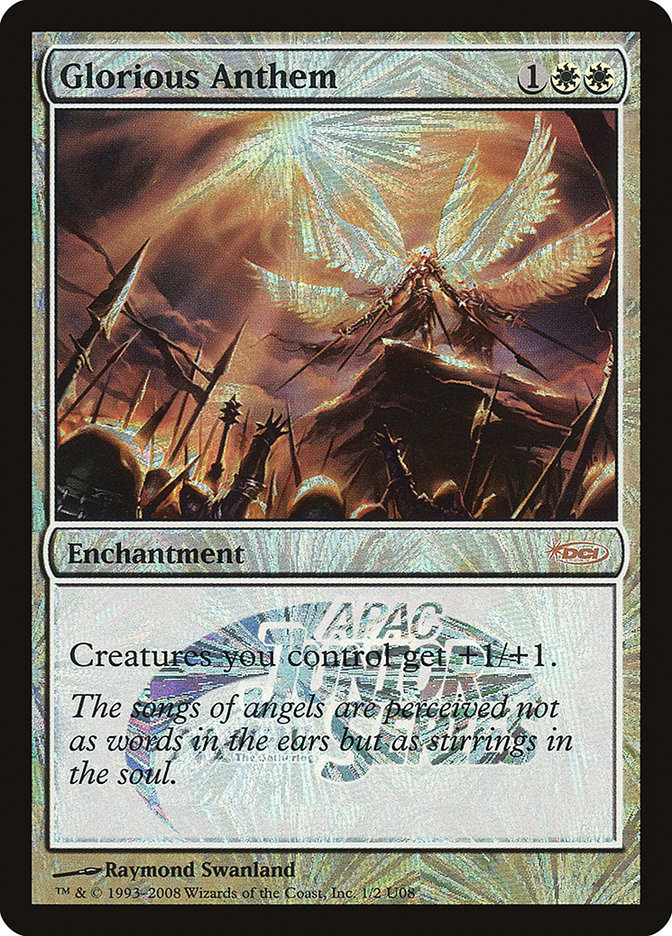 Glorious Anthem 1
Enchantment DCI
APAC
JUNIOR
Creatures you control get +1/+1.
The songs of angels are perceived not
as words in the ears but as stirrings in
the soul.
The Gathering
SERIES
Raymond Swanland
™ & © 1993-2008 Wizards of the Coast, Inc. 1/2 U08